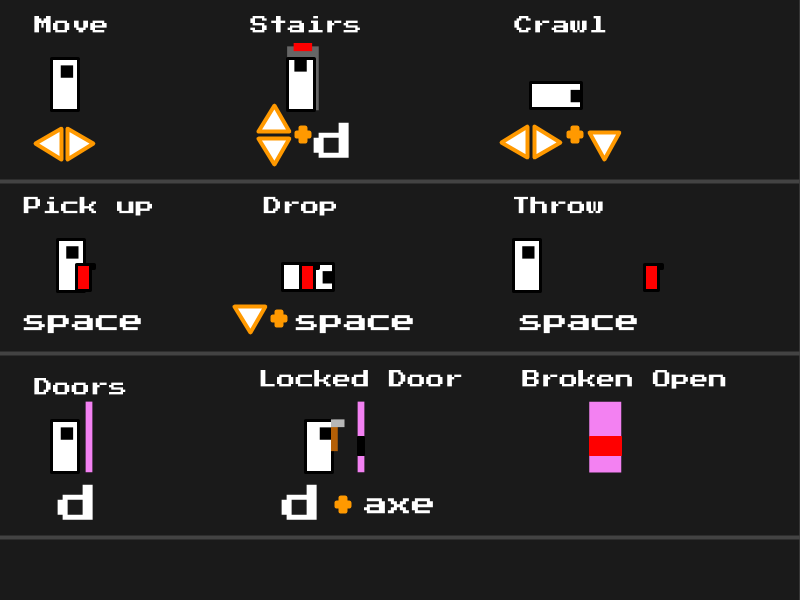 Move Stairs Crawl
+d +
Pick up Drop Throw
space + space space
Doors Locked Door Broken Open
d d + axe